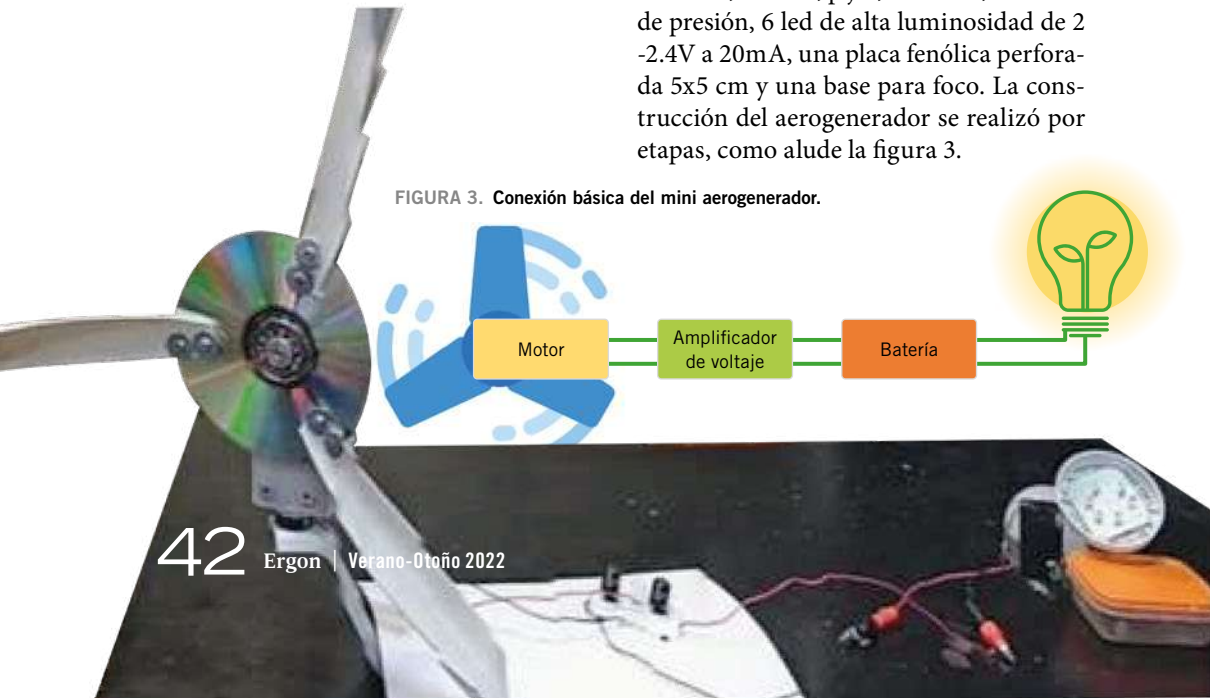 de presión, 6 led de alta luminosidad de 2
-2.4V a 20mA, una placa fenólica perfora-
da 5x5 cm y una base para foco. La cons-
trucción del aerogenerador se realizó por
etapas, como alude la figura 3.
FIGURA 3. Conexión básica del mini aerogenerador.
Motor
Amplificador
de voltaje
Batería
42 Ergon | Verano-Otoño 2022